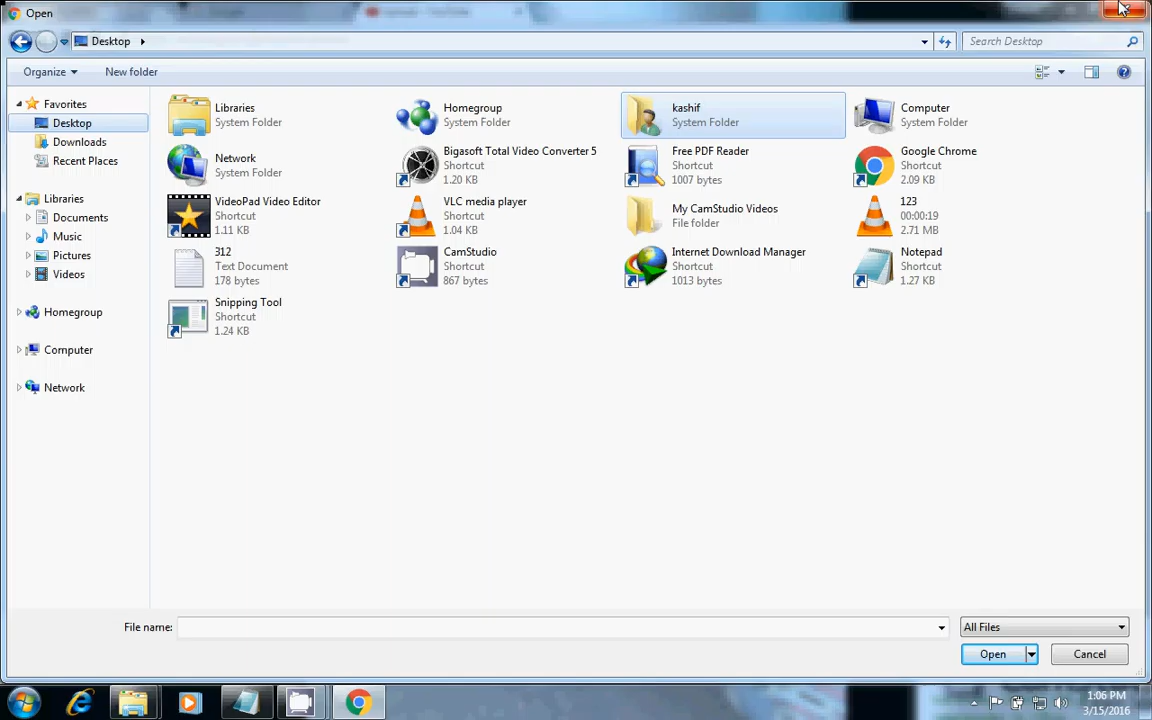 Open
Desktop
Search Desktop
Organize
New folder
Favorites
Desktop
Downloads
Recent Places
Libraries
Documents
Music
Pictures
Videos
Homegroup
Computer
Network
Libraries
System Folder
Homegroup
System Folder
kashif
System Folder
Computer
System Folder
Network
System Folder
Bigasoft Total Video Converter 5
Shortcut
1.20 KB
Free PDF Reader
Shortcut
1007 bytes
Google Chrome
Shortcut
2.09 KB
VideoPad Video Editor
Shortcut
1.11 KB
VLC media player
Shortcut
1.04 KB
My CamStudio Videos
File folder
123
00:00:19
2.71 MB
312
Text Document
178 bytes
CamStudio
Shortcut
867 bytes
Internet Download Manager
Shortcut
1013 bytes
Notepad
Shortcut
1.27 KB
Snipping Tool
Shortcut
1.24 KB
File name:
All Files
Open
Cancel
1:06 PM
3/15/2016